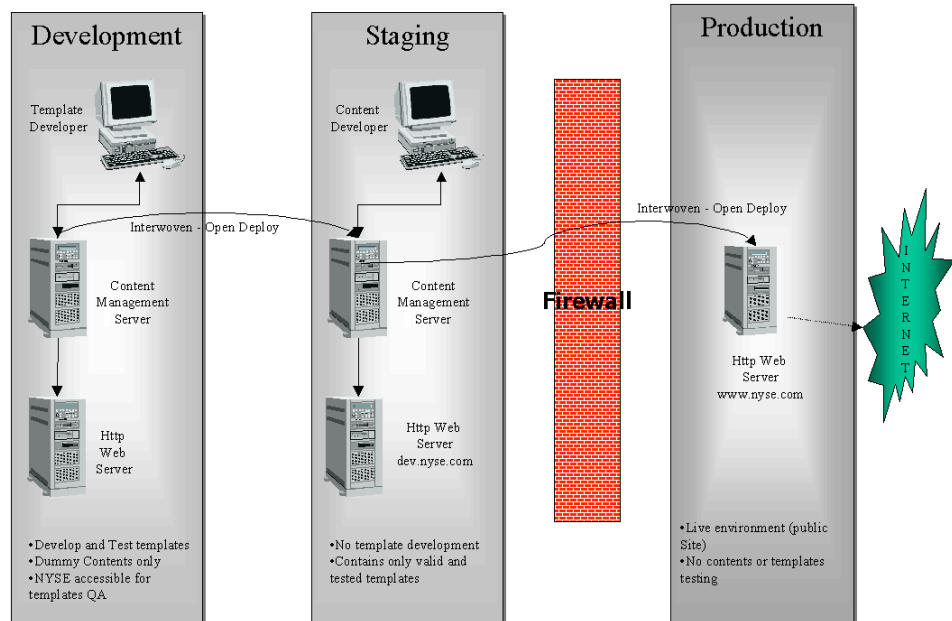 Development
Template
Developer
Content
Management
Server
Http
Web
Server
•Develop and Test templates
•Dummy Contents only
•NYSE accessible for
templates QA
Interwoven - Open Deploy
Staging
Content
Developer
Content
Management
Server
Http Web
Server
dev.nyse.com
•No template development
•Contains only valid and
tested templates
Firewall
Interwoven - Open Deploy
Production
Http Web
Server
www.nyse.com
•Live environment (public
Site)
•No contents or templates
testing
INTERNET